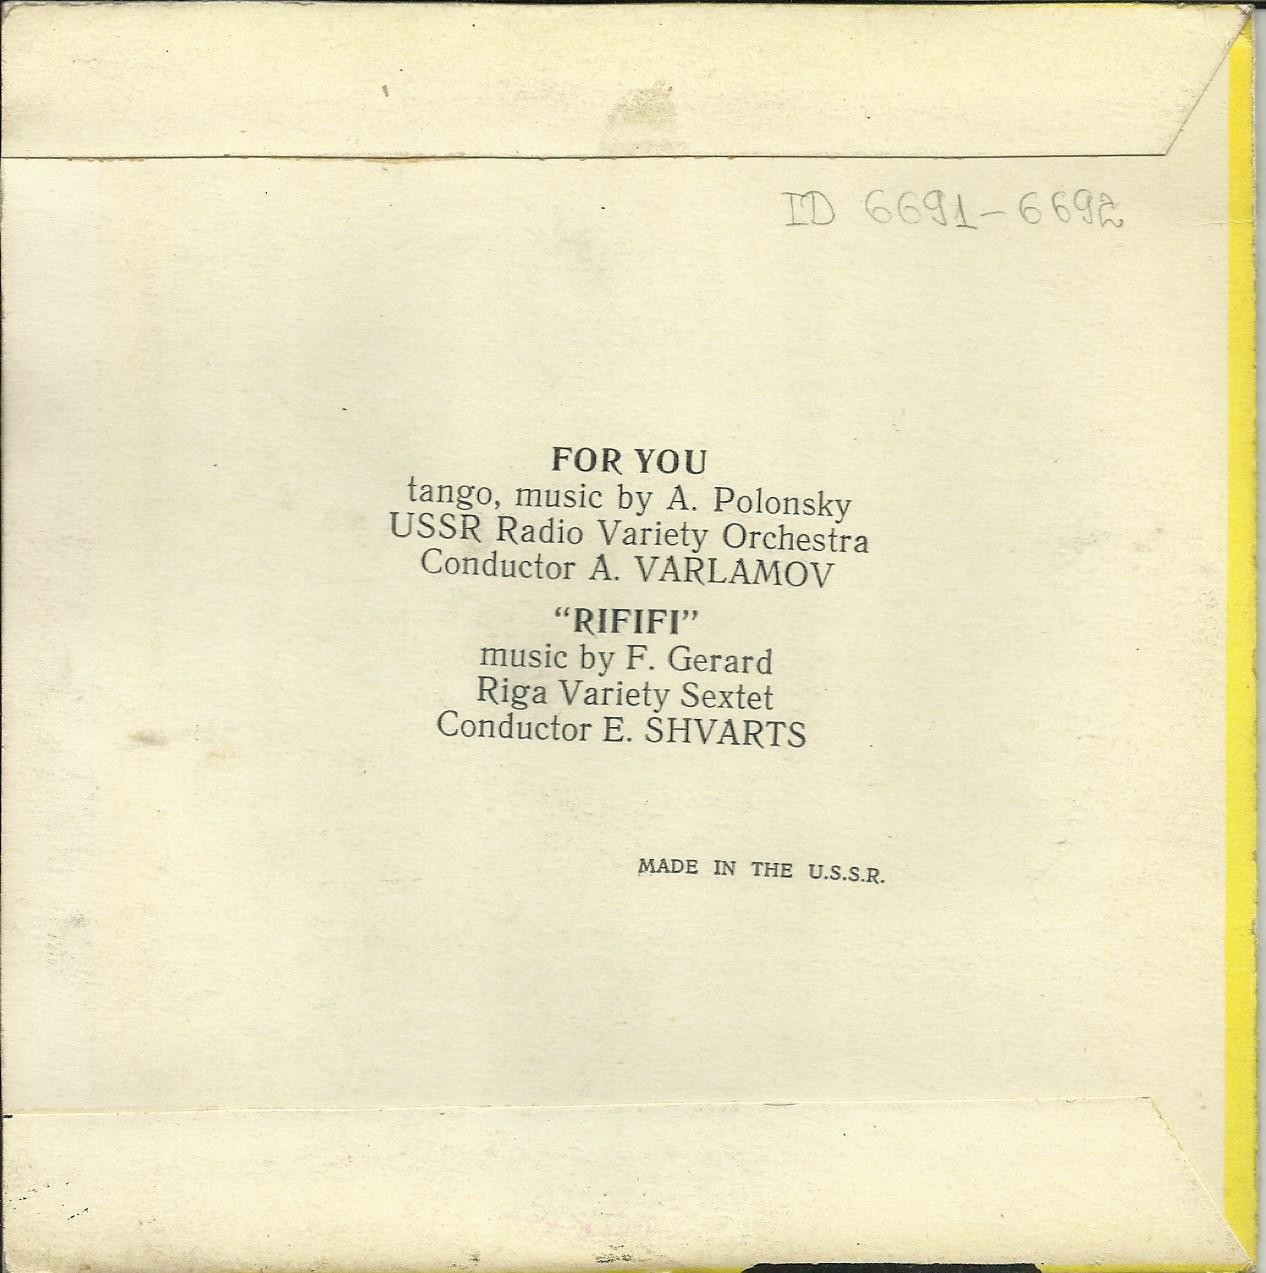 ID 6691-6692
FOR YOU
tango, music by A. Polonsky
USSR Radio Variety Orchestra
Conductor A. VARLAMOV
“RIFIFI”
music by F. Gerard
Riga Variety Sextet
Conductor E. SHVARTS
MADE IN THE U.S.S.R.